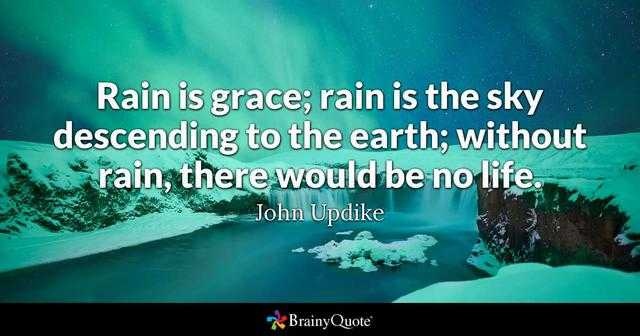 Rain is grace; rain is the sky
descending to the earth; without
rain, there would be no life.
John Updike
BrainyQuote